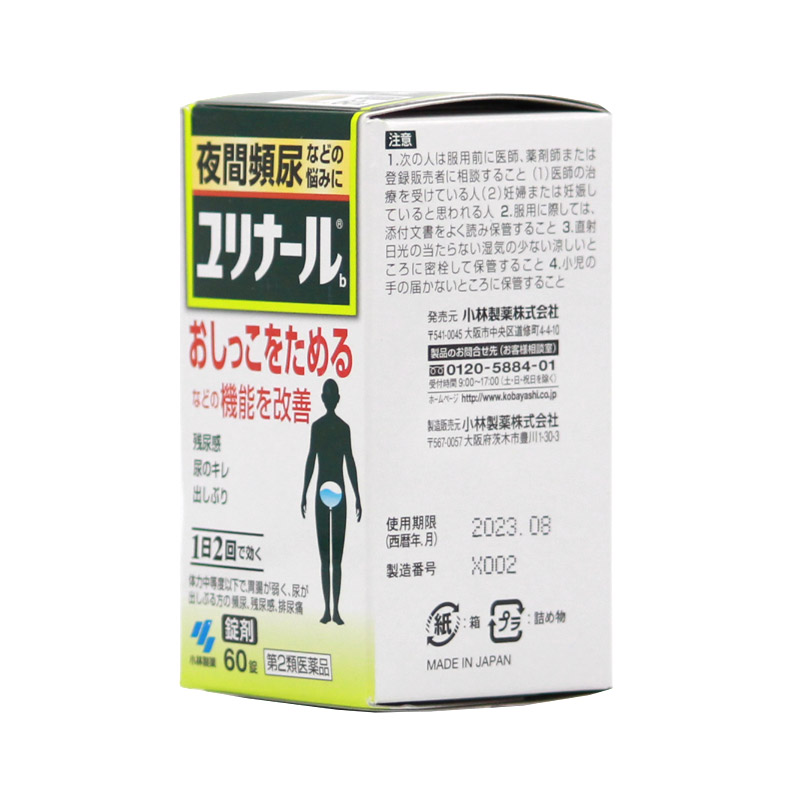 夜間頻尿などの悩みに
ユリナール®b
おしっこをためる
などの機能を改善
残尿感
尿のキレ
出しぶり
1日2回で効く
体力中等度以下で、胃腸が弱く、尿が
出しぶる方の頻尿、残尿感、排尿痛
小林製薬
錠剤
60錠
第2類医薬品
注意
1.次の人は服用前に医師、薬剤師または
登録販売者に相談すること (1)医師の治
療を受けている人(2)妊婦または妊娠し
ていると思われる人 2.服用に際しては、
添付文書をよく読み保管すること 3.直射
日光の当たらない湿気の少ない涼しいと
ころに密栓して保管すること 4.小児の
手の届かないところに保管すること
発売元 小林製薬株式会社
〒541-0045 大阪市中央区道修町4-4-10
製品のお問合せ先(お客様相談室)
0120-5884-01
受付時間 9:00~17:00(土・日・祝日を除く)
ホームページ http://www.kobayashi.co.jp
製造販売元 小林製薬株式会社
〒567-0057 大阪府茨木市豊川1-30-3
使用期限
(西暦年、月)
2023.08
製造番号 X002
紙:箱 プラ:詰め物
MADE IN JAPAN